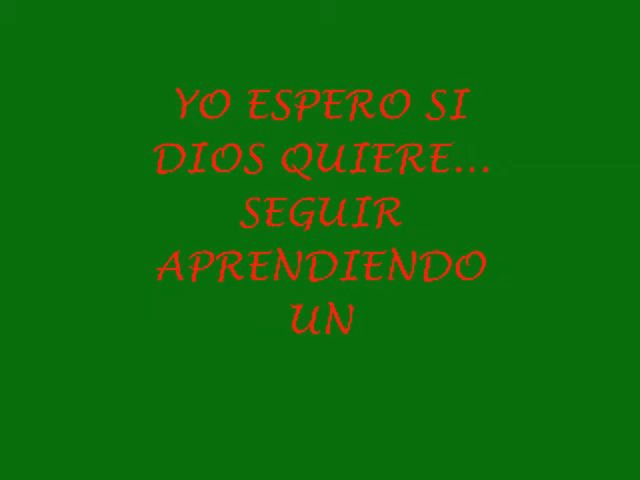 YO ESPERO SI
DIOS QUIERE...
SEGUIR
APRENDIENDO
UN